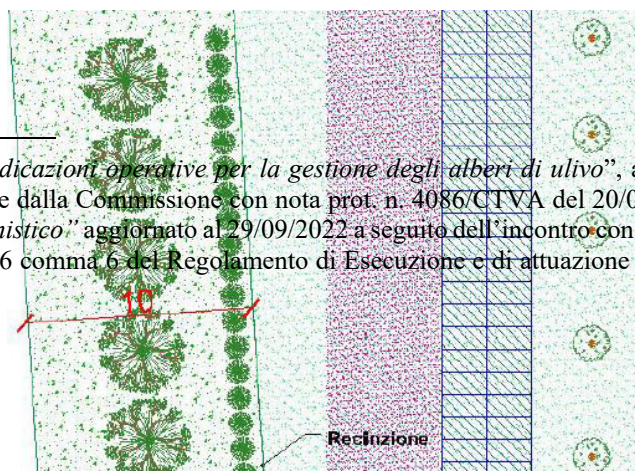 dicazioni operative per la gestione degli alberi di ulivo”, a
e dalla Commissione con nota prot. n. 4086/CTVA del 20/0
nistico” aggiornato al 29/09/2022 a seguito dell’incontro con
6 comma 6 del Regolamento di Esecuzione e di attuazione
10
Recinzione